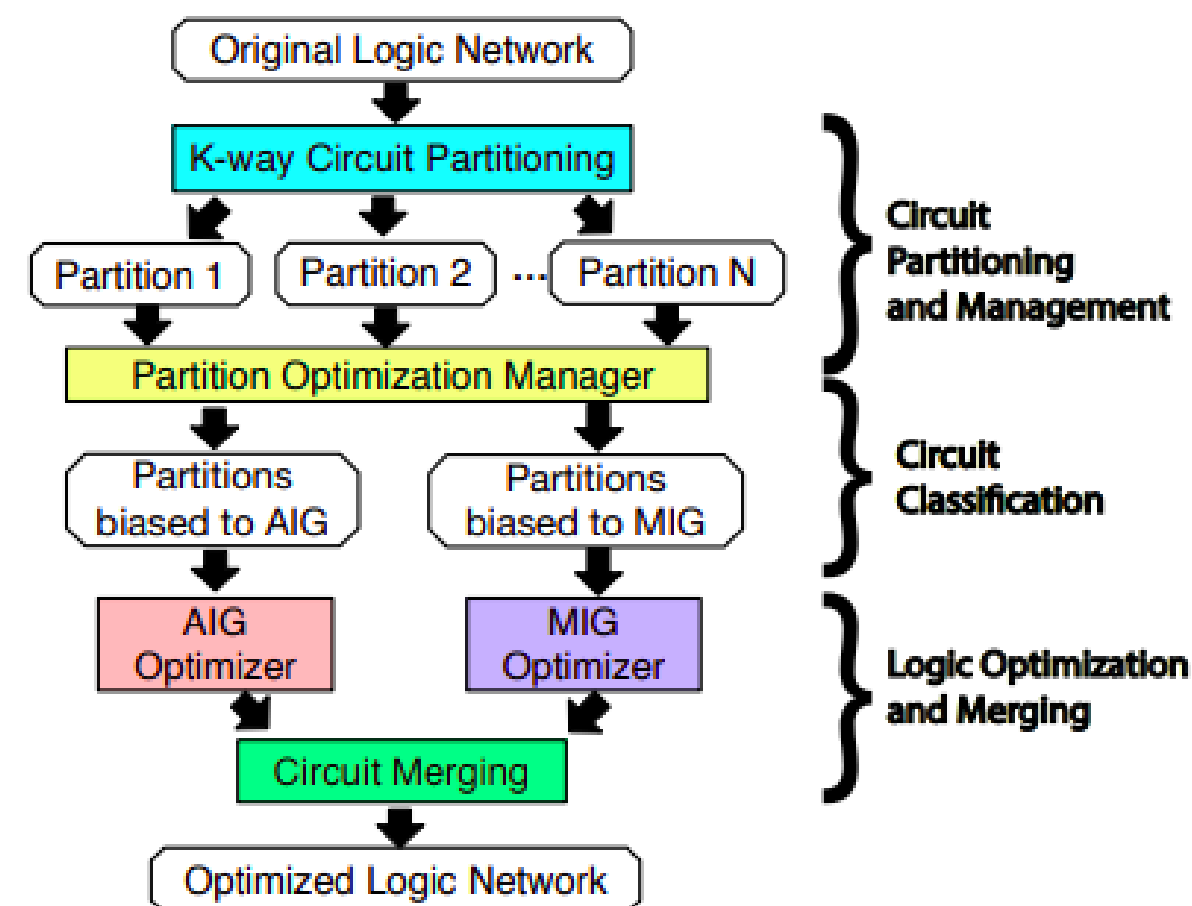 Original Logic Network
K-way Circuit Partitioning
Partition 1
Partition 2
...
Partition N
Circuit
Partitioning
and Management
Partition Optimization Manager
Partitions
biased to AIG
Partitions
biased to MIG
Circuit
Classification
AIG
Optimizer
MIG
Optimizer
Logic Optimization
and Merging
Circuit Merging
Optimized Logic Network